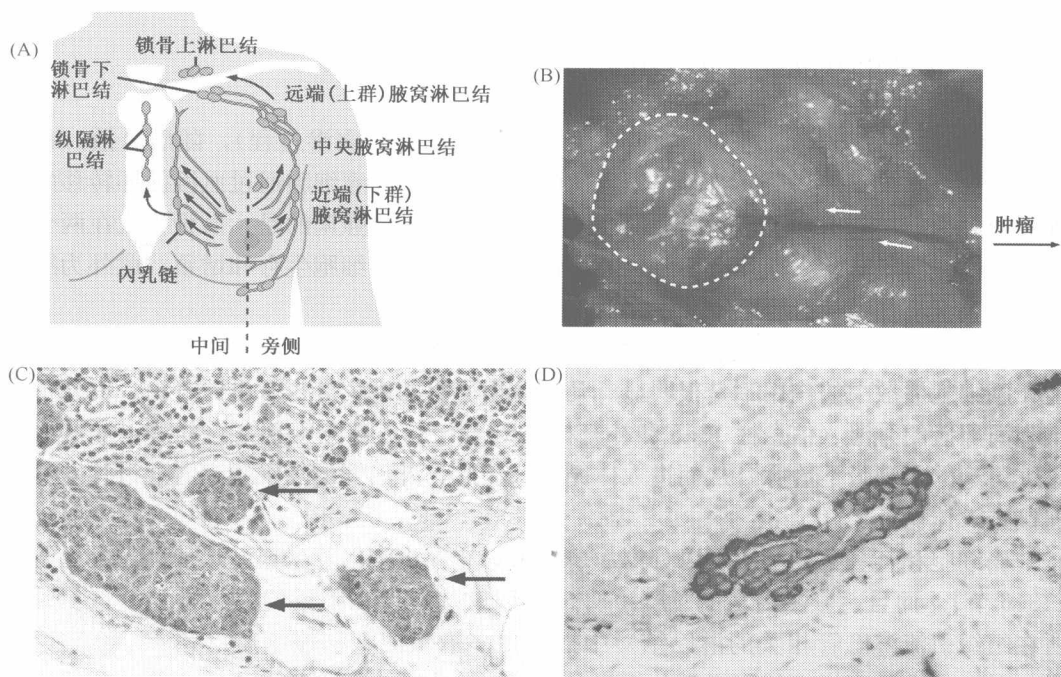 (A)
锁骨上淋巴结
锁骨下
淋巴结
远端(上群)腋窝淋巴结
纵隔淋
巴结
中央腋窝淋巴结
近端(下群)
腋窝淋巴结
内乳链
中间
旁侧
(B)
肿瘤
(C)
(D)